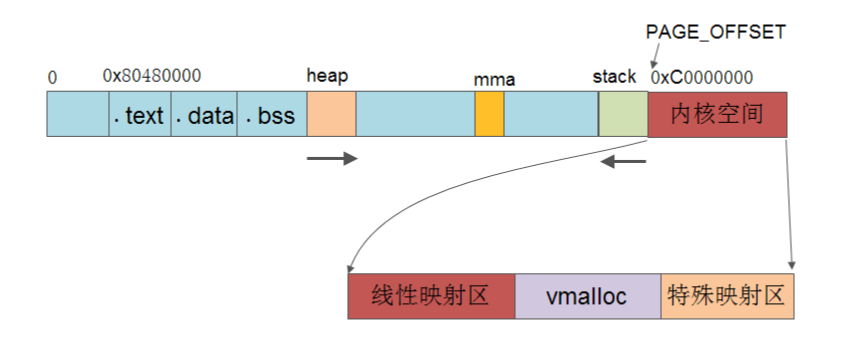 PAGE_OFFSET
0 0x80480000 heap mma stack 0xC0000000
.text .data .bss 内核空间
线性映射区 vmalloc 特殊映射区